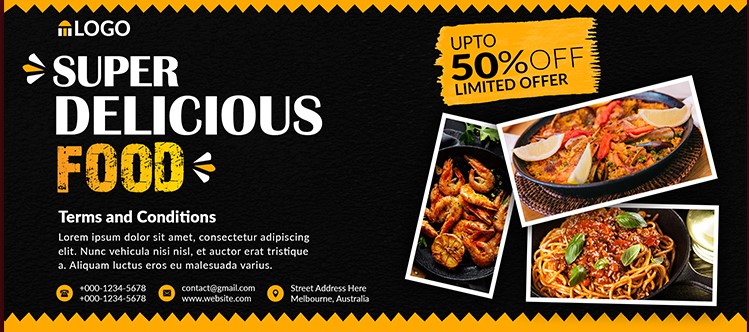 LOGO
SUPER
DELICIOUS
FOOD
UPTO
50% OFF
LIMITED OFFER
Terms and Conditions
Lorem ipsum dolor sit amet, consectetur adipiscing
elit. Nunc vehicula nisi nisl, et auctor erat tristique
a. Aliquam luctus eros eu malesuada varius.
+000-1234-5678
+000-1234-5678
contact@gmail.com
www.website.com
Street Address Here
Melbourne, Australia